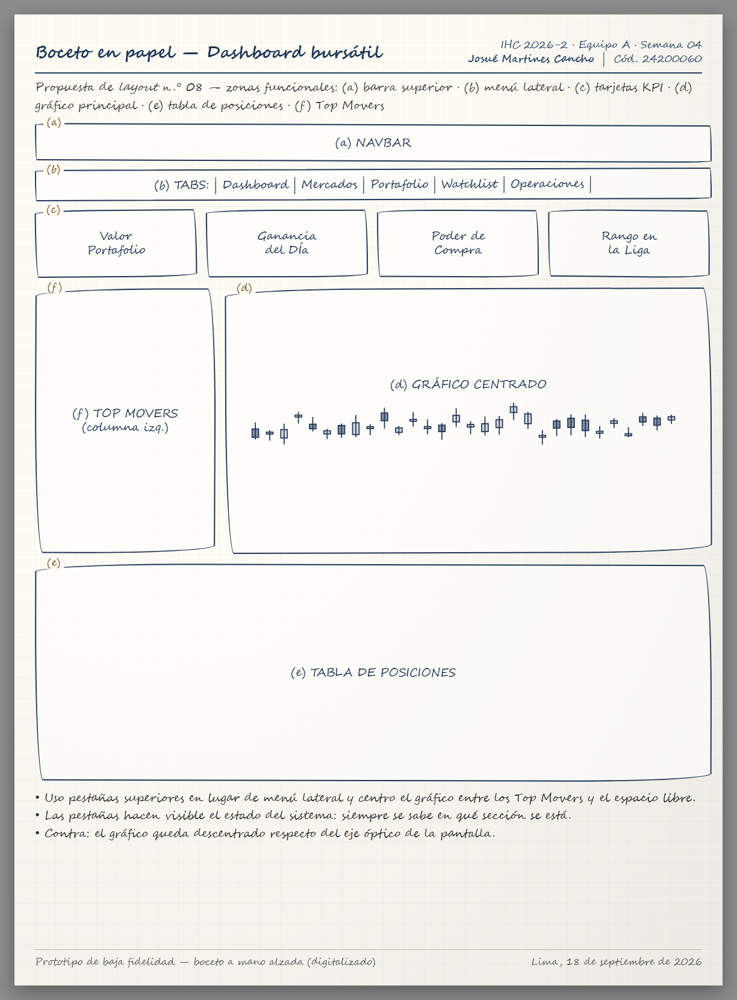 Boceto en papel — Dashboard bursátil
IHC 2026-2 · Equipo A · Semana 04
Josué Martines Cancho | Cód. 24200060
Propuesta de layout n.º 08 — zonas funcionales: (a) barra superior · (b) menú lateral · (c) tarjetas KPI · (d)
gráfico principal · (e) tabla de posiciones · (f) Top Movers
(a)
(a) NAVBAR
(b)
(b) TABS: | Dashboard | Mercados | Portafolio | Watchlist | Operaciones |
(c)
Valor
Portafolio
Ganancia
del DÍa
Poder de
Compra
Rango en
la Liga
(f)
(f) TOP MOVERS
(columna izq.)
(d)
(d) GRÁFICO CENTRADO
(e)
(e) TABLA DE POSICIONES
• Uso pestañas superiores en lugar de menú lateral y centro el gráfico entre los Top Movers y el espacio libre.
• Las pestañas hacen visible el estado del sistema: siempre se sabe en qué sección se está.
• Contra: el gráfico queda descentrado respecto del eje óptico de la pantalla.
Prototipo de baja fidelidad — boceto a mano alzada (digitalizado)
Lima, 18 de septiembre de 2026